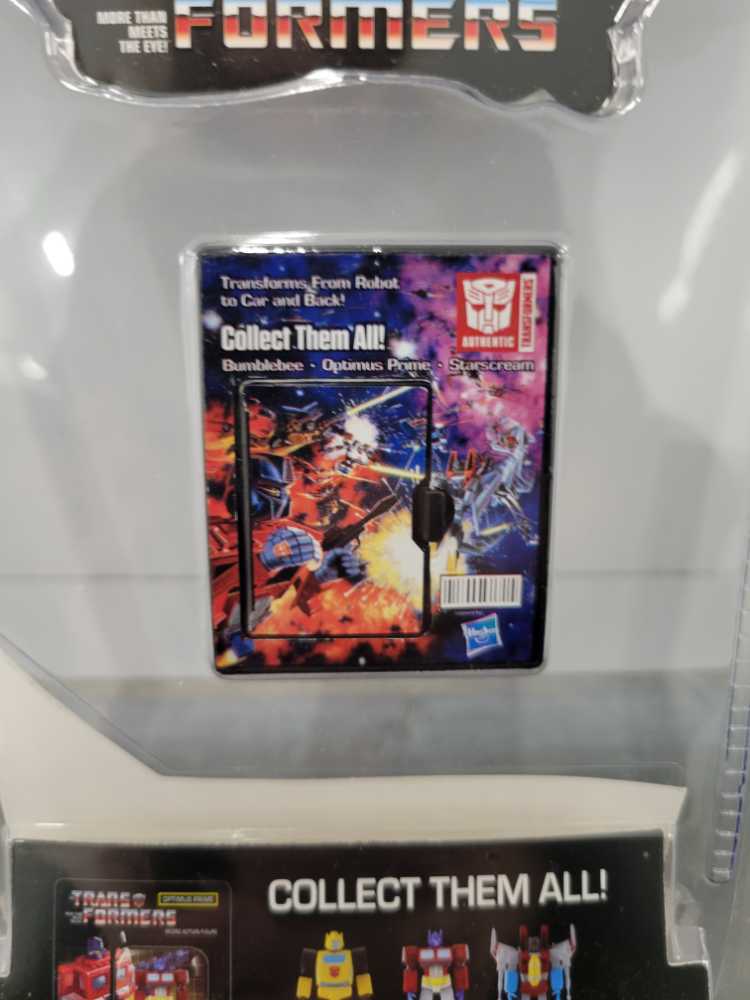 MORE THAN
MEETS
THE EYE!
FORMERS
Transforms From Robot
to Car and Back!
Collect Them All!
Bumblebee · Optimus Prime · Starscream
AUTHENTIC
TRANSFORMERS
Hasbro
COLLECT THEM ALL!
TRANS
FORMERS
OPTIMUS PRIME